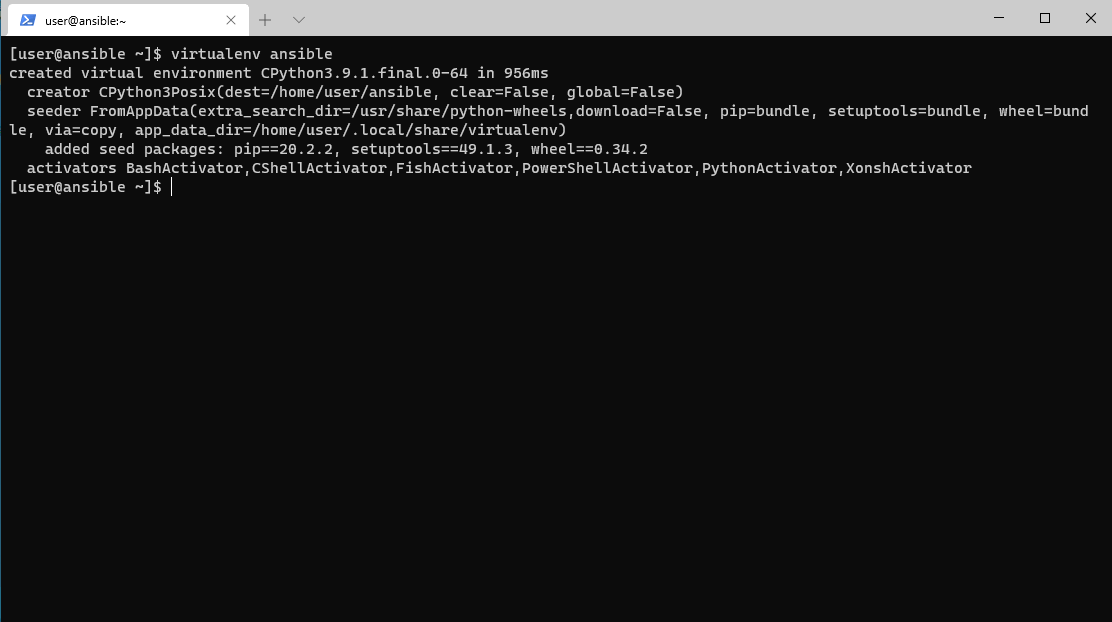 user@ansible:~
[user@ansible ~]$ virtualenv ansible
created virtual environment CPython3.9.1.final.0-64 in 956ms
  creator CPython3Posix(dest=/home/user/ansible, clear=False, global=False)
  seeder FromAppData(extra_search_dir=/usr/share/python-wheels,download=False, pip=bundle, setuptools=bundle, wheel=bund
le, via=copy, app_data_dir=/home/user/.local/share/virtualenv)
    added seed packages: pip==20.2.2, setuptools==49.1.3, wheel==0.34.2
  activators BashActivator,CShellActivator,FishActivator,PowerShellActivator,PythonActivator,XonshActivator
[user@ansible ~]$